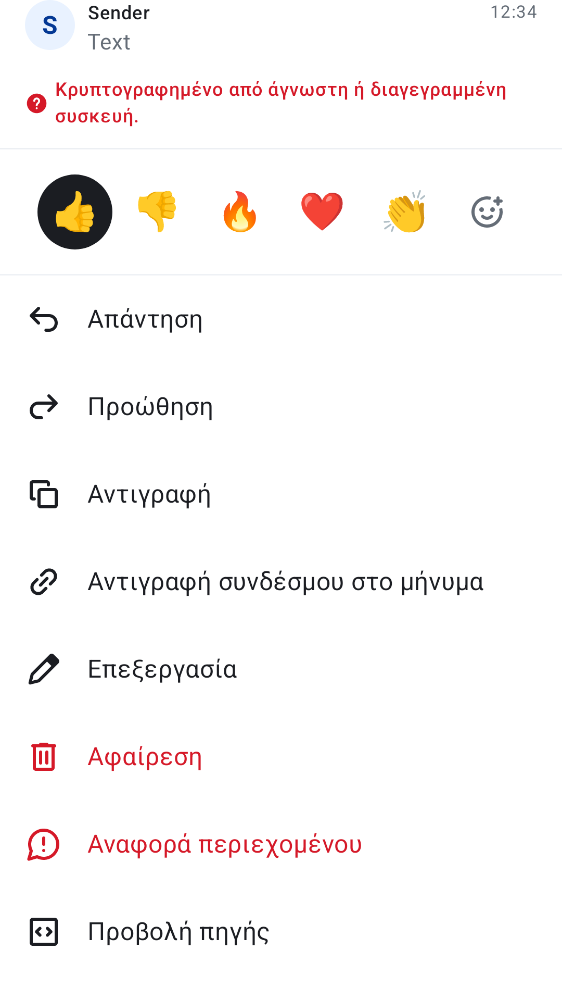 S
Sender
12:34
Text
Κρυπτογραφημένο από άγνωστη ή διαγεγραμμένη
συσκευή.
Απάντηση
Προώθηση
Αντιγραφή
Αντιγραφή συνδέσμου στο μήνυμα
Επεξεργασία
Αφαίρεση
Αναφορά περιεχομένου
Προβολή πηγής